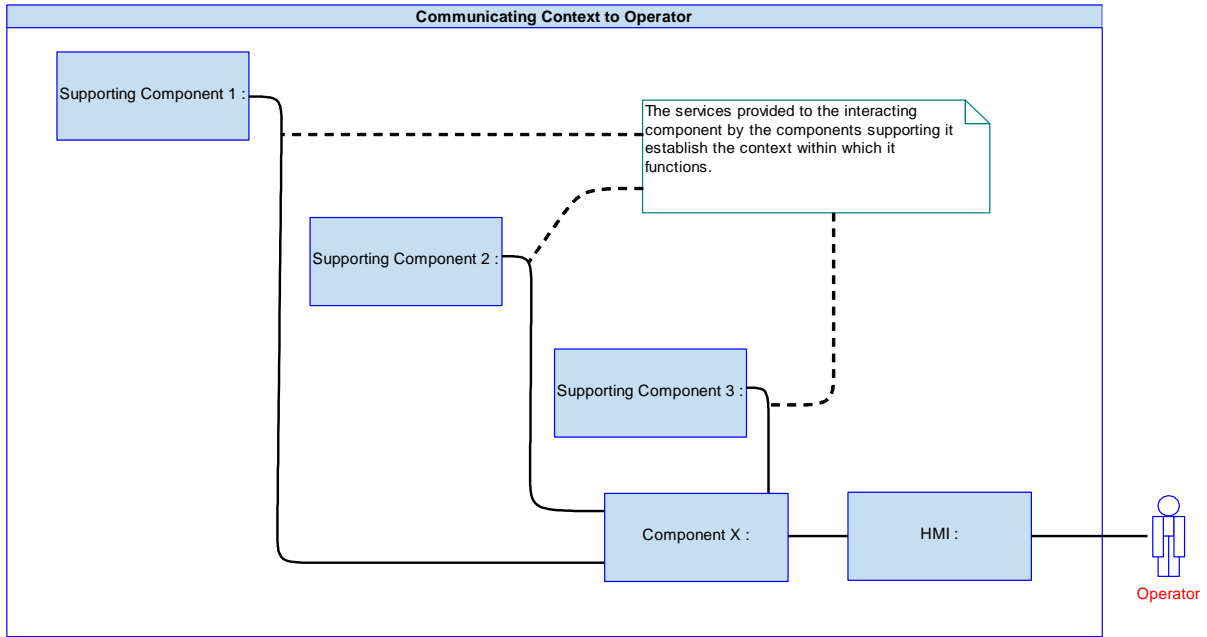 Communicating Context to Operator
Supporting Component 1 :
The services provided to the interacting
component by the components supporting it
establish the context within which it
functions.
Supporting Component 2 :
Supporting Component 3 :
Component X :
HMI :
Operator